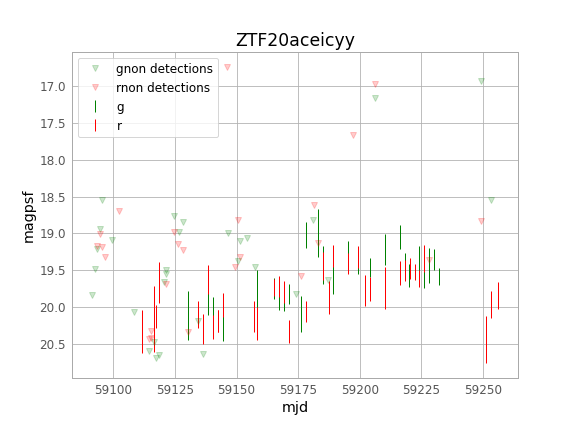 ZTF20aceicyy
gnon detections
rnon detections
g
r
magpsf
17.0
17.5
18.0
18.5
19.0
19.5
20.0
20.5
59100
59125
59150
59175
59200
59225
59250
mjd